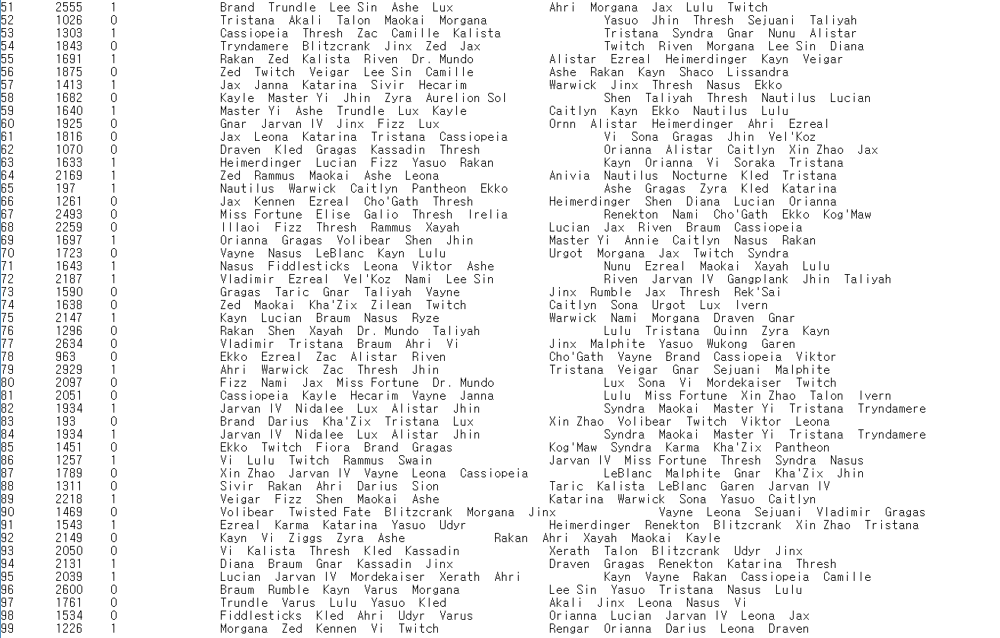 51 2555 1 Brand Trundle Lee Sin Ashe Lux Ahri Morgana Jax Lulu Twitch
52 1026 0 Tristana Akali Talon Maokai Morgana Yasuo Jhin Thresh Sejuani Taliyah
53 1303 1 Cassiopeia Thresh Zac Camille Kalista Tristana Syndra Gnar Nunu Alistar
54 1843 0 Tryndamere Blitzcrank Jinx Zed Jax Twitch Riven Morgana Lee Sin Diana
55 1691 1 Rakan Zed Kalista Riven Dr. Mundo Alistar Ezreal Heimerdinger Kayn Veigar
56 1875 0 Zed Twitch Veigar Lee Sin Camille Ashe Rakan Kayn Shaco Lissandra
57 1413 1 Jax Janna Katarina Sivir Hecarim Warwick Jinx Thresh Nasus Ekko
58 1682 0 Kayle Master Yi Jhin Zyra Aurelion Sol Shen Taliyah Thresh Nautilus Lucian
59 1640 1 Master Yi Ashe Trundle Lux Kayle Caitlyn Kayn Ekko Nautilus Lulu
60 1925 0 Gnar Jarvan IV Jinx Fizz Lux Ornn Alistar Heimerdinger Ahri Ezreal
61 1816 0 Jax Leona Katarina Tristana Cassiopeia Vi Sona Gragas Jhin Vel'Koz
62 1070 0 Draven Kled Gragas Kassadin Thresh Orianna Alistar Caitlyn Xin Zhao Jax
63 1633 1 Heimerdinger Lucian Fizz Yasuo Rakan Kayn Orianna Vi Soraka Tristana
64 2169 1 Zed Rammus Maokai Ashe Leona Anivia Nautilus Nocturne Kled Tristana
65 197 1 Nautilus Warwick Caitlyn Pantheon Ekko Ashe Gragas Zyra Kled Katarina
66 1261 0 Jax Kennen Ezreal Cho'Gath Thresh Heimerdinger Shen Diana Lucian Orianna
67 2493 0 Miss Fortune Elise Galio Thresh Irelia Renekton Nami Cho'Gath Ekko Kog'Maw
68 2259 0 Illaoi Fizz Thresh Rammus Xayah Lucian Jax Riven Braum Cassiopeia
69 1697 1 Orianna Gragas Volibear Shen Jhin Master Yi Annie Caitlyn Nasus Rakan
70 1723 0 Vayne Nasus LeBlanc Kayn Lulu Urgot Morgana Jax Twitch Syndra
71 1643 1 Nasus Fiddlesticks Leona Viktor Ashe Nunu Ezreal Maokai Xayah Lulu
72 2187 1 Vladimir Ezreal Vel'Koz Nami Lee Sin Riven Jarvan IV Gangplank Jhin Taliyah
73 1590 0 Gragas Taric Gnar Taliyah Vayne Jinx Rumble Jax Thresh Rek'Sai
74 1638 0 Zed Maokai Kha'Zix Zilean Twitch Caitlyn Sona Urgot Lux Ivern
75 2147 1 Kayn Lucian Braum Nasus Ryze Warwick Nami Morgana Draven Gnar
76 1296 0 Rakan Shen Xayah Dr. Mundo Taliyah Lulu Tristana Quinn Zyra Kayn
77 2634 0 Vladimir Tristana Braum Ahri Vi Jinx Malphite Yasuo Wukong Garen
78 963 0 Ekko Ezreal Zac Alistar Riven Cho'Gath Vayne Brand Cassiopeia Viktor
79 2929 1 Ahri Warwick Zac Thresh Jhin Tristana Veigar Gnar Sejuani Malphite
80 2097 0 Fizz Nami Jax Miss Fortune Dr. Mundo Lux Sona Vi Mordekaiser Twitch
81 2051 0 Cassiopeia Kayle Hecarim Vayne Janna Lulu Miss Fortune Xin Zhao Talon Ivern
82 1934 1 Jarvan IV Nidalee Lux Alistar Jhin Syndra Maokai Master Yi Tristana Tryndamere
83 193 0 Brand Darius Kha'Zix Tristana Lux Xin Zhao Volibear Twitch Viktor Leona
84 1934 1 Jarvan IV Nidalee Lux Alistar Jhin Syndra Maokai Master Yi Tristana Tryndamere
85 1451 0 Ekko Twitch Fiora Brand Gragas Kog'Maw Syndra Karma Kha'Zix Pantheon
86 1257 1 Vi Lulu Twitch Rammus Swain Jarvan IV Miss Fortune Thresh Syndra Nasus
87 1789 0 Xin Zhao Jarvan IV Vayne Leona Cassiopeia LeBlanc Malphite Gnar Kha'Zix Jhin
88 1311 0 Sivir Rakan Ahri Darius Sion Taric Kalista LeBlanc Garen Jarvan IV
89 2218 1 Veigar Fizz Shen Maokai Ashe Katarina Warwick Sona Yasuo Caitlyn
90 1469 0 Volibear Twisted Fate Blitzcrank Morgana Jinx Vayne Leona Sejuani Vladimir Gragas
91 1543 1 Ezreal Karma Katarina Yasuo Udyr Heimerdinger Renekton Blitzcrank Xin Zhao Tristana
92 2149 0 Kayn Vi Ziggs Zyra Ashe Rakan Ahri Xayah Maokai Kayle
93 2050 0 Vi Kalista Thresh Kled Kassadin Xerath Talon Blitzcrank Udyr Jinx
94 2131 1 Diana Braum Gnar Kassadin Jinx Draven Gragas Renekton Katarina Thresh
95 2039 1 Lucian Jarvan IV Mordekaiser Xerath Ahri Kayn Vayne Rakan Cassiopeia Camille
96 2600 0 Braum Rumble Kayn Varus Morgana Lee Sin Yasuo Tristana Nasus Lulu
97 1761 0 Trundle Varus Lulu Yasuo Kled Akali Jinx Leona Nasus Vi
98 1534 0 Fiddlesticks Kled Ahri Udyr Varus Orianna Lucian Jarvan IV Leona Jax
99 1226 1 Morgana Zed Kennen Vi Twitch Rengar Orianna Darius Leona Draven